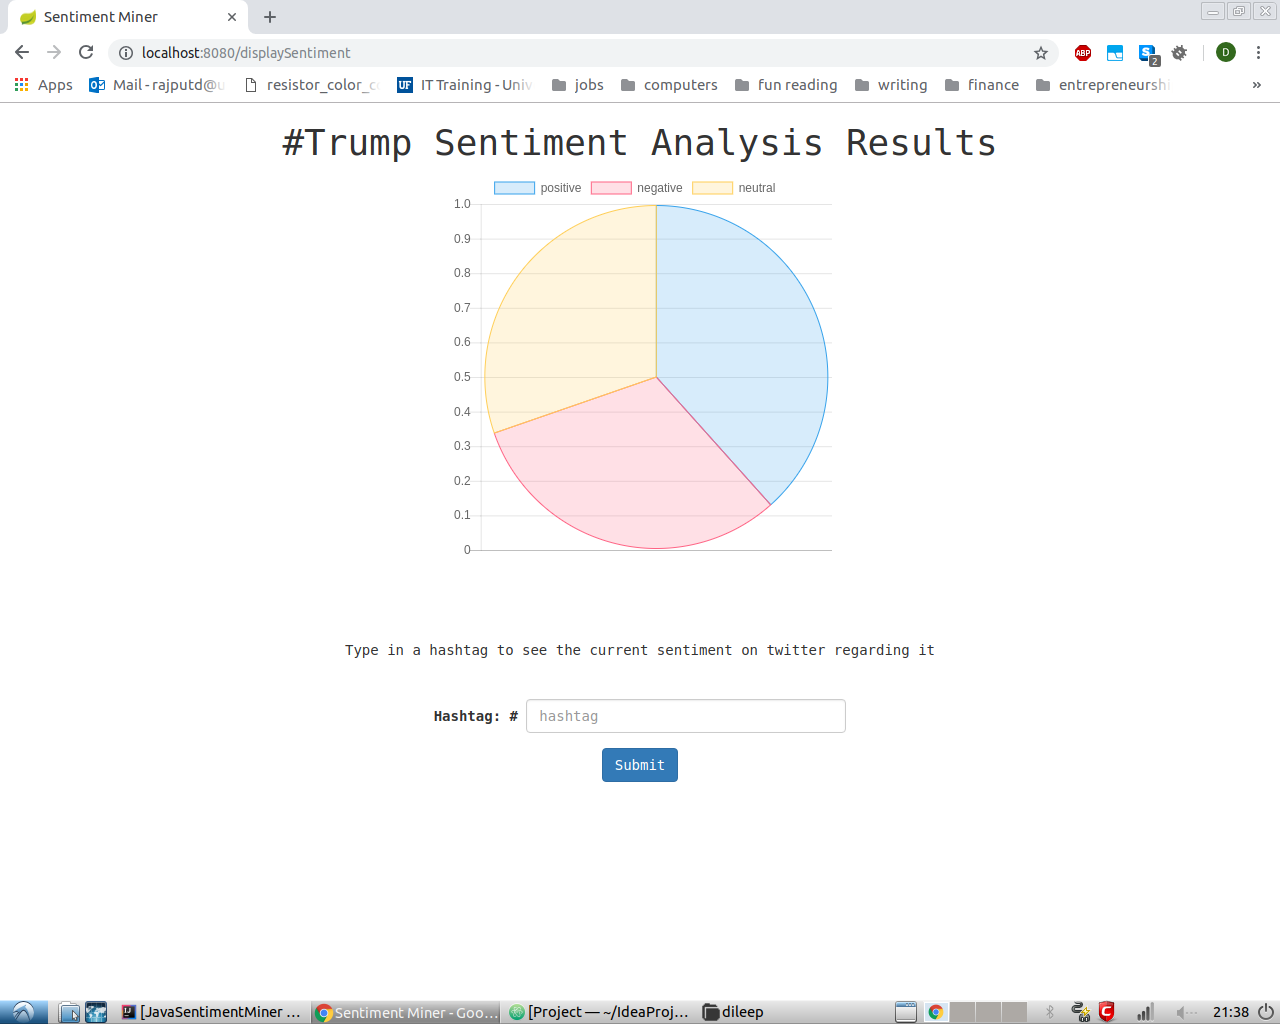 Sentiment Miner
localhost:8080/displaySentiment
ABP
S
2
D
Apps
Mail - rajputd@u
resistor_color_c
UF
IT Training - Univ
jobs
computers
fun reading
writing
finance
entrepreneurshi
»
#Trump Sentiment Analysis Results
positive
negative
neutral
1.0
0.9
0.8
0.7
0.6
0.5
0.4
0.3
0.2
0.1
0
Type in a hashtag to see the current sentiment on twitter regarding it
Hashtag: #
hashtag
Submit
[JavaSentimentMiner ...
Sentiment Miner - Goo...
[Project — ~/IdeaProj...
dileep
21:38